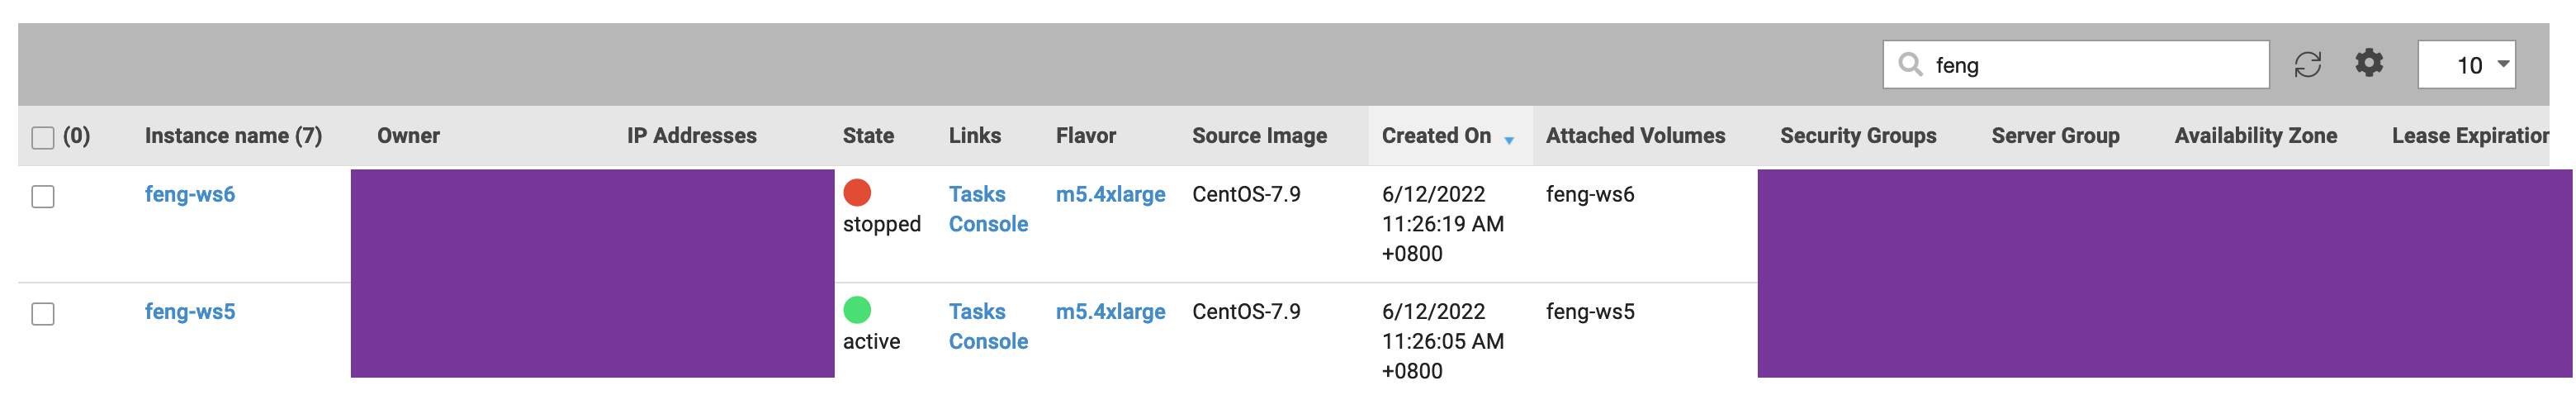 feng
10
(0) Instance name (7) Owner IP Addresses State Links Flavor Source Image Created On Attached Volumes Security Groups Server Group Availability Zone Lease Expiration
feng-ws6 Tasks m5.4xlarge CentOS-7.9 6/12/2022 feng-ws6
stopped Console 11:26:19 AM
+0800
feng-ws5 Tasks m5.4xlarge CentOS-7.9 6/12/2022 feng-ws5
active Console 11:26:05 AM
+0800